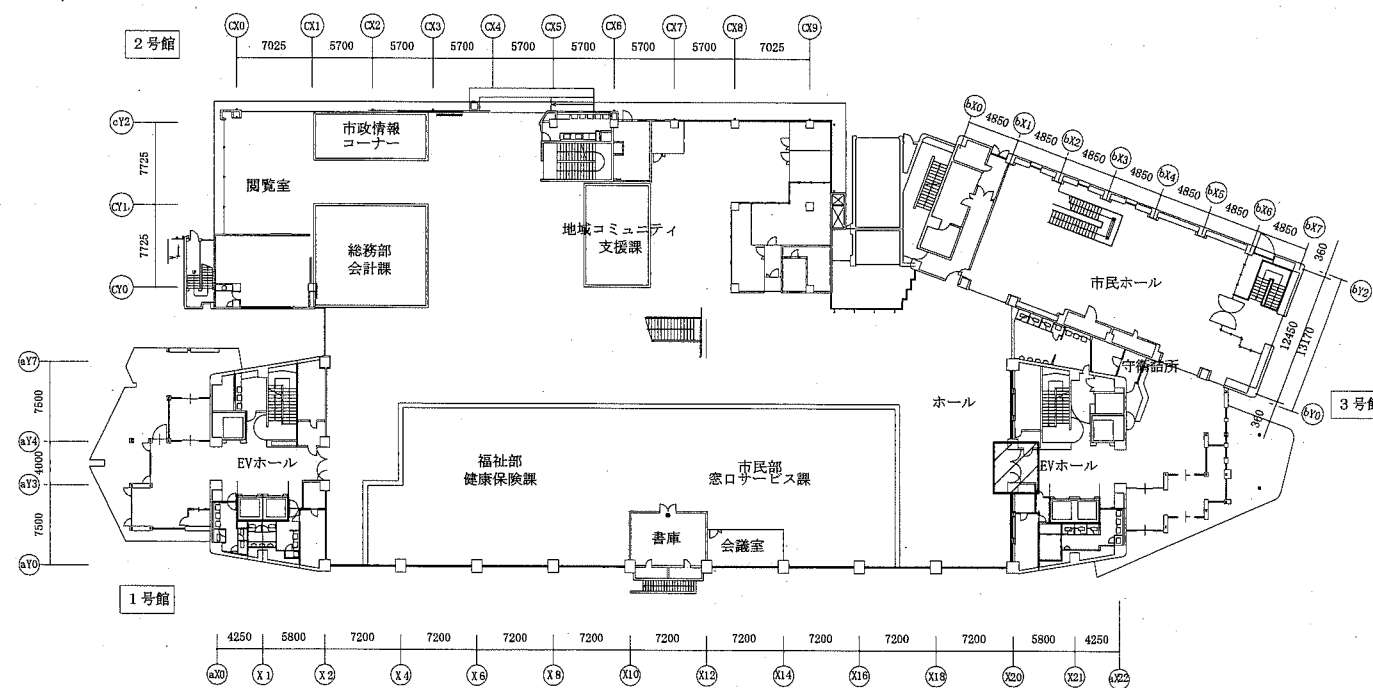 CX0 CX1 CX2 CX3 CX4 CX5 CX6 CX7 CX8 CX9
2号館
7025 5700 5700 5700 5700 5700 5700 5700 7025
bX0 4850 bX1 4850 bX2 4850 bX3 4850 bX4 4850 bX5 4850 bX6 4850 bX7
cY2
市政情報
コーナー
7725
閲覧室
CY1
地域コミュニティ
支援課
総務部
会計課
7725
CY0
市民ホール
360
bY2
12450
13170
守衛詰所
3号館
bY0
360
aY7
7500
ホール
aY4
4000
EVホール
福祉部
健康保険課
市民部
窓口サービス課
EVホール
aY3
7500
書庫
会議室
aY0
1号館
4250 5800 7200 7200 7200 7200 7200 7200 7200 7200 7200 5800 4250
aX0 X1 X2 X4 X6 X8 X10 X12 X14 X16 X18 X20 X21 aX22